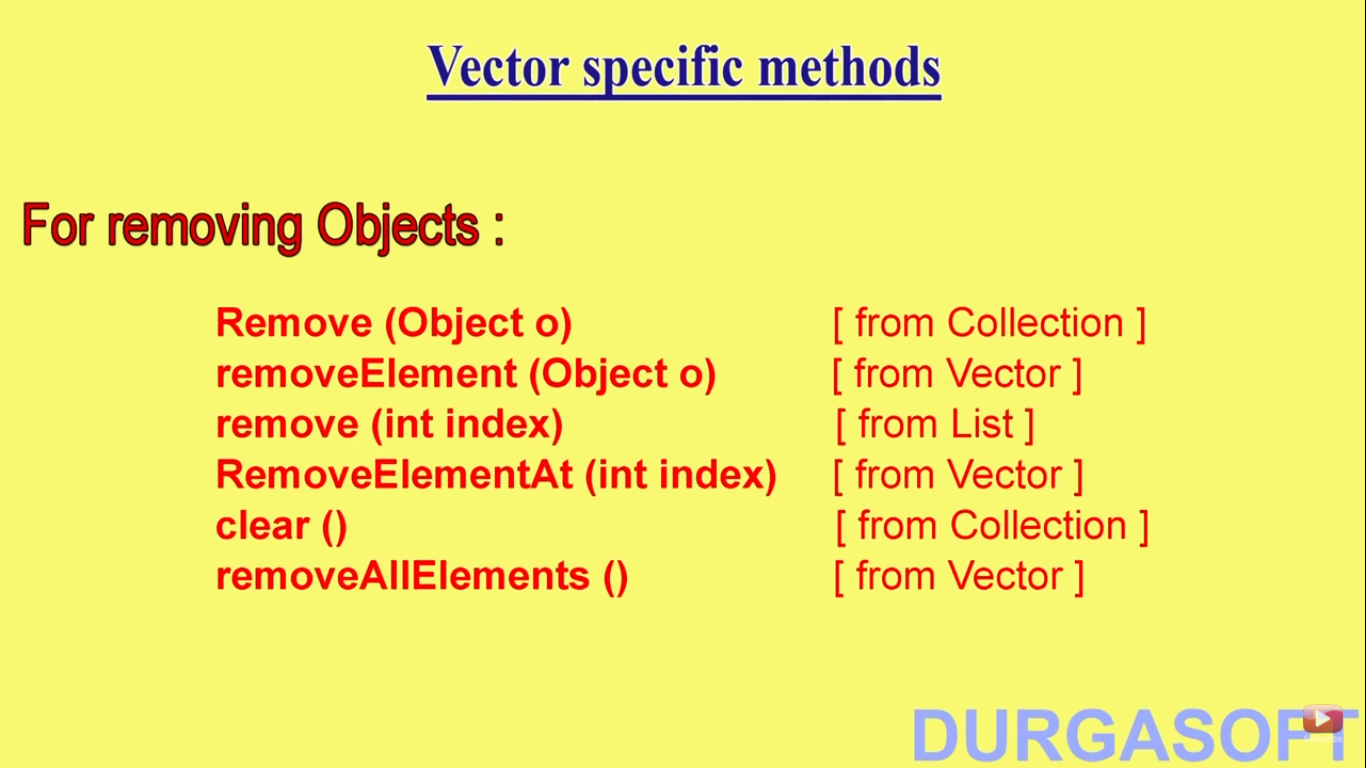 Vector specific methods
For removing Objects :
Remove (Object o) [ from Collection ]
removeElement (Object o) [ from Vector ]
remove (int index) [ from List ]
RemoveElementAt (int index) [ from Vector ]
clear () [ from Collection ]
removeAllElements () [ from Vector ]
DURGASOFT
Subscribe